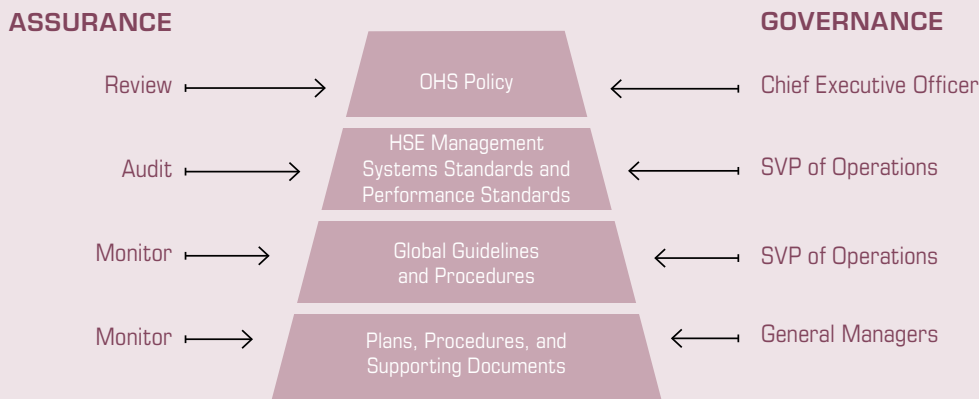 ASSURANCE
GOVERNANCE
Review
OHS Policy
Chief Executive Officer
Audit
HSE Management
Systems Standards and
Performance Standards
SVP of Operations
Monitor
Global Guidelines
and Procedures
SVP of Operations
Monitor
Plans, Procedures, and
Supporting Documents
General Managers